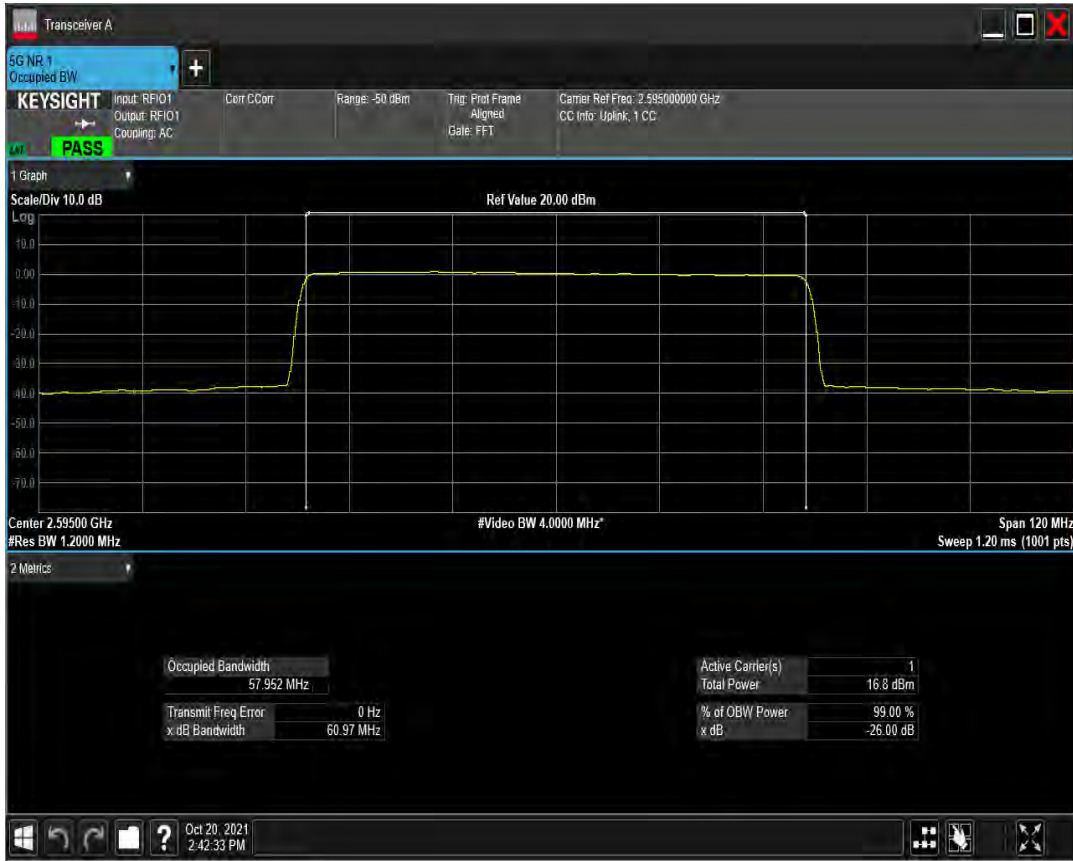 Transceiver A
5G NR 1
Occupied BW
+
KEYSIGHT
Input: RFIO1
Output: RFIO1
Coupling: AC
Corr CCorr
Range: -50 dBm
Trig: Prot Frame
Aligned
Gate: FFT
Carrier Ref Freq: 2.595000000 GHz
CC Info: Uplink, 1 CC
PASS
1 Graph
Scale/Div 10.0 dB
Ref Value 20.00 dBm
Log
10.0
0.00
-10.0
-20.0
-30.0
-40.0
-50.0
-60.0
-70.0
Center 2.59500 GHz
#Video BW 4.0000 MHz*
Span 120 MHz
#Res BW 1.2000 MHz
Sweep 1.20 ms (1001 pts)
2 Metrics
Occupied Bandwidth
57.952 MHz
Transmit Freq Error 0 Hz
x dB Bandwidth 60.97 MHz
Active Carrier(s) 1
Total Power 16.8 dBm
% of OBW Power 99.00 %
x dB -26.00 dB
?
Oct 20, 2021
2:42:33 PM